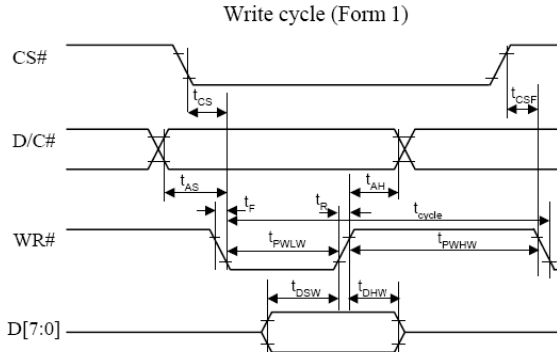 Write cycle (Form 1)
CS#
tCS
tCSF
D/C#
tAS
tAH
tF
tR
tcycle
WR#
tPWLW
tPWHW
tDSW
tDHW
D[7:0]